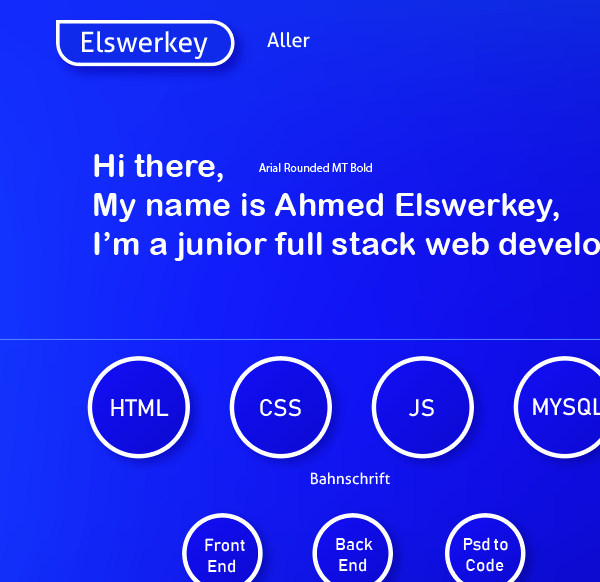 Elswerkey
Aller
Hi there,
Arial Rounded MT Bold
My name is Ahmed Elswerkey,
I'm a junior full stack web develo
HTML
CSS
JS
MYSQL
Bahnschrift
Front
End
Back
End
Psd to
Code